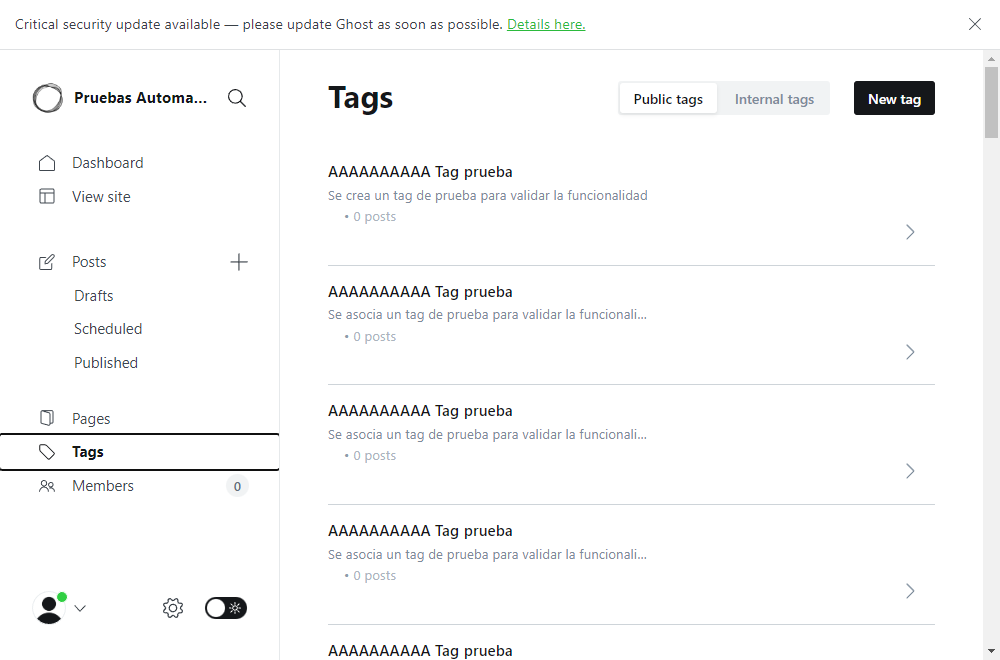 Critical security update available — please update Ghost as soon as possible. Details here.
Pruebas Automa...
Dashboard
View site
Posts
Drafts
Scheduled
Published
Pages
Tags
Members 0
Tags
Public tags Internal tags New tag
AAAAAAAAAA Tag prueba
Se crea un tag de prueba para validar la funcionalidad
• 0 posts
AAAAAAAAAA Tag prueba
Se asocia un tag de prueba para validar la funcionali...
• 0 posts
AAAAAAAAAA Tag prueba
Se asocia un tag de prueba para validar la funcionali...
• 0 posts
AAAAAAAAAA Tag prueba
Se asocia un tag de prueba para validar la funcionali...
• 0 posts
AAAAAAAAAA Tag prueba